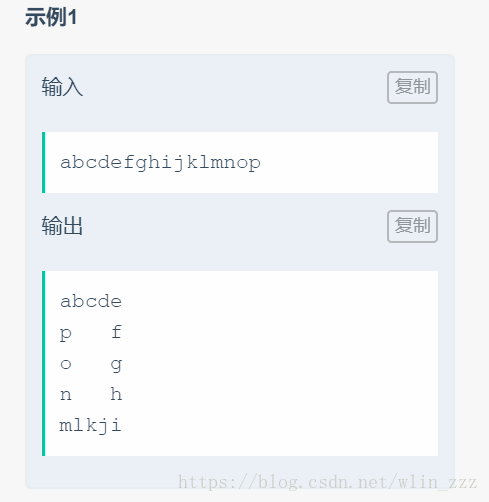 示例1
输入
复制
abcdefghijklmnop
输出
复制
abcde
p   f
o   g
n   h
mlkji
https://blog.csdn.net/wlin_zzz